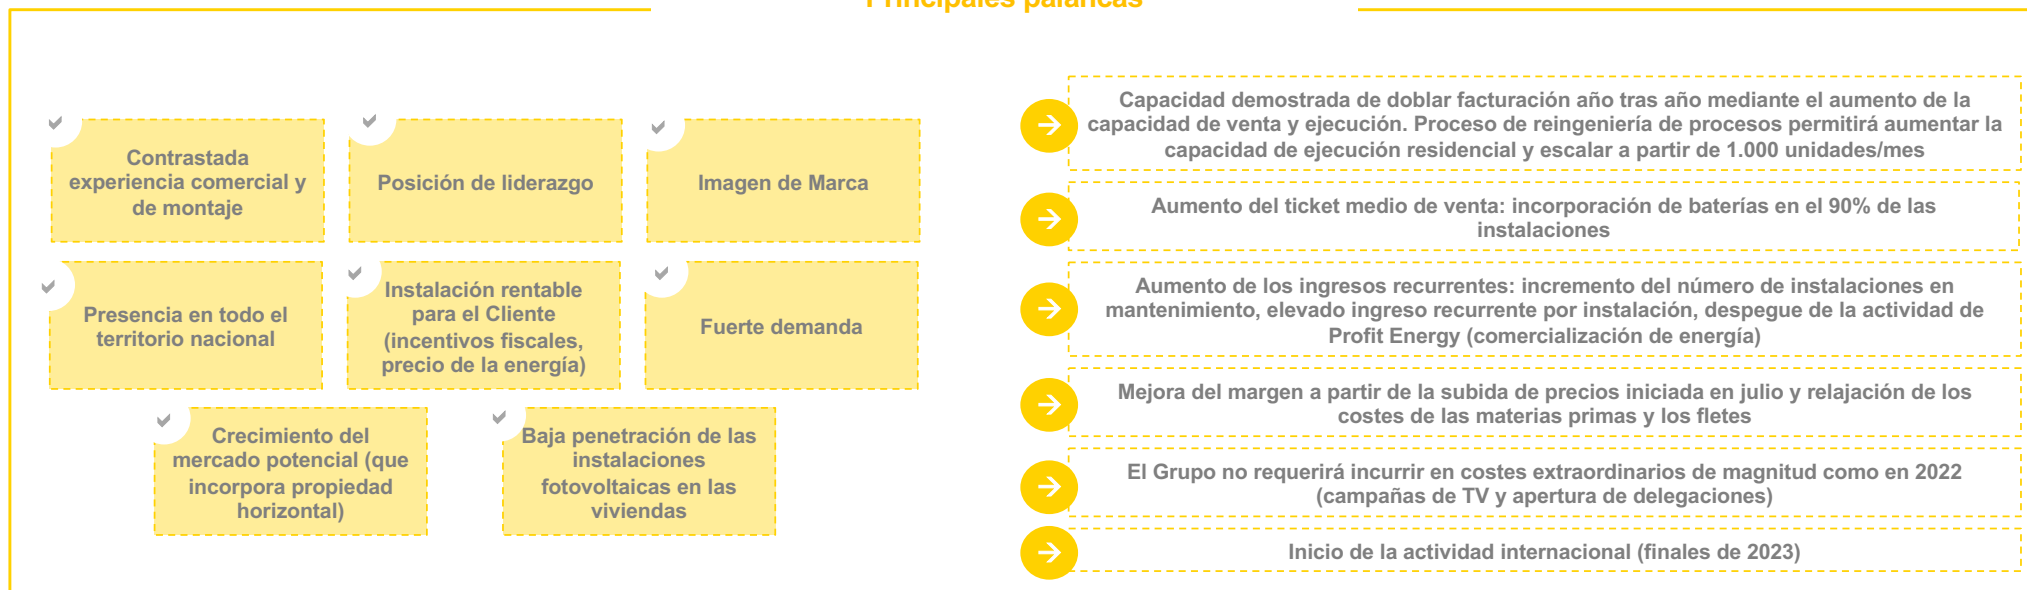 Principales palancas
Contrastada
experiencia comercial y
de montaje
Posición de liderazgo
Imagen de Marca
Presencia en todo el
territorio nacional
Instalación rentable
para el Cliente
(incentivos fiscales,
precio de la energía)
Fuerte demanda
Crecimiento del
mercado potencial (que
incorpora propiedad
horizontal)
Baja penetración de las
instalaciones
fotovoltaicas en las
viviendas
Capacidad demostrada de doblar facturación año tras año mediante el aumento de la
capacidad de venta y ejecución. Proceso de reingeniería de procesos permitirá aumentar la
capacidad de ejecución residencial y escalar a partir de 1.000 unidades/mes
Aumento del ticket medio de venta: incorporación de baterías en el 90% de las
instalaciones
Aumento de los ingresos recurrentes: incremento del número de instalaciones en
mantenimiento, elevado ingreso recurrente por instalación, despegue de la actividad de
Profit Energy (comercialización de energía)
Mejora del margen a partir de la subida de precios iniciada en julio y relajación de los
costes de las materias primas y los fletes
El Grupo no requerirá incurrir en costes extraordinarios de magnitud como en 2022
(campañas de TV y apertura de delegaciones)
Inicio de la actividad internacional (finales de 2023)